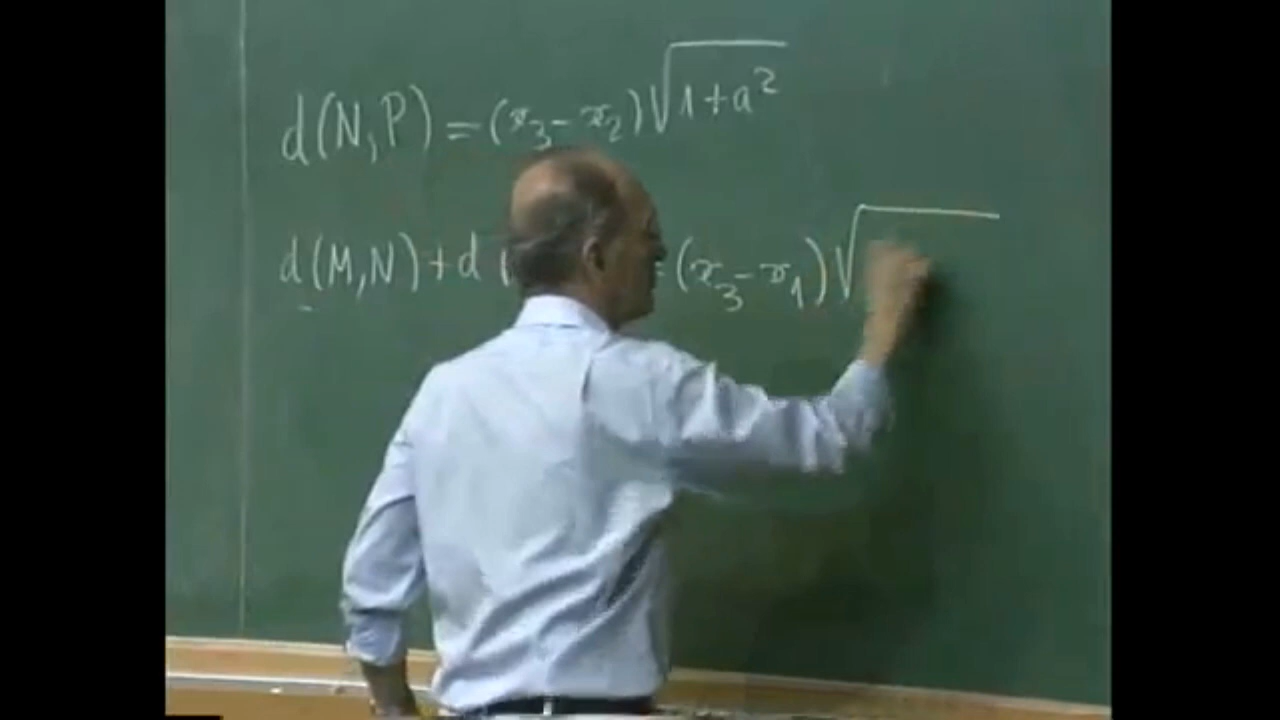 d(N,P) = (x₃ - x₂)√(1+a²)
d(M,N) + d ( = (x₃ - x₁)√